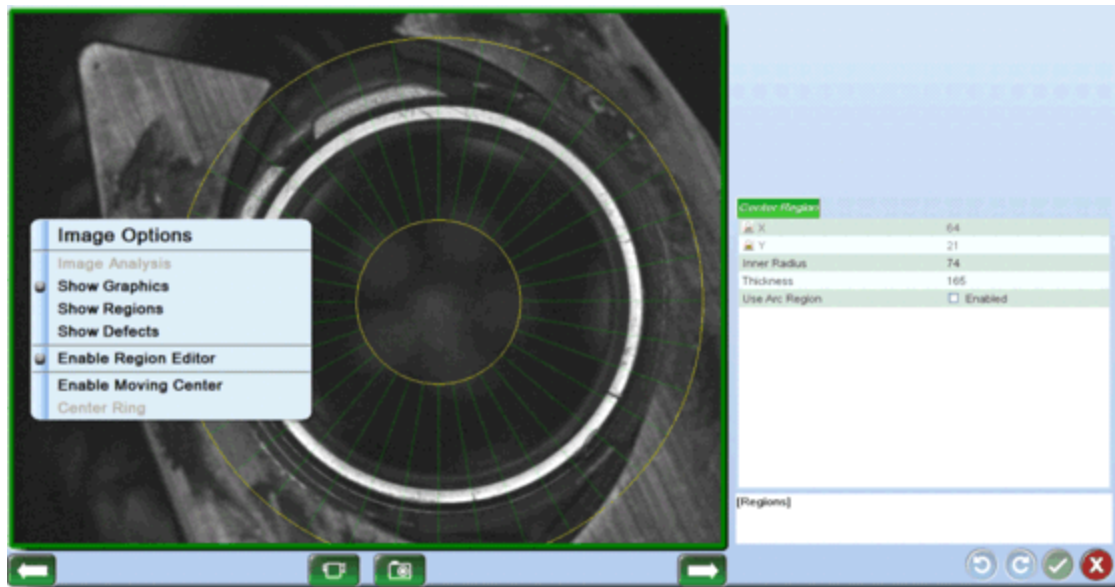 Image Options
Image Analysis
Show Graphics
Show Regions
Show Defects
Enable Region Editor
Enable Moving Center
Center Ring
Center Region
X 64
Y 21
Inner Radius 74
Thickness 165
Use Arc Region Enabled
[Regions]